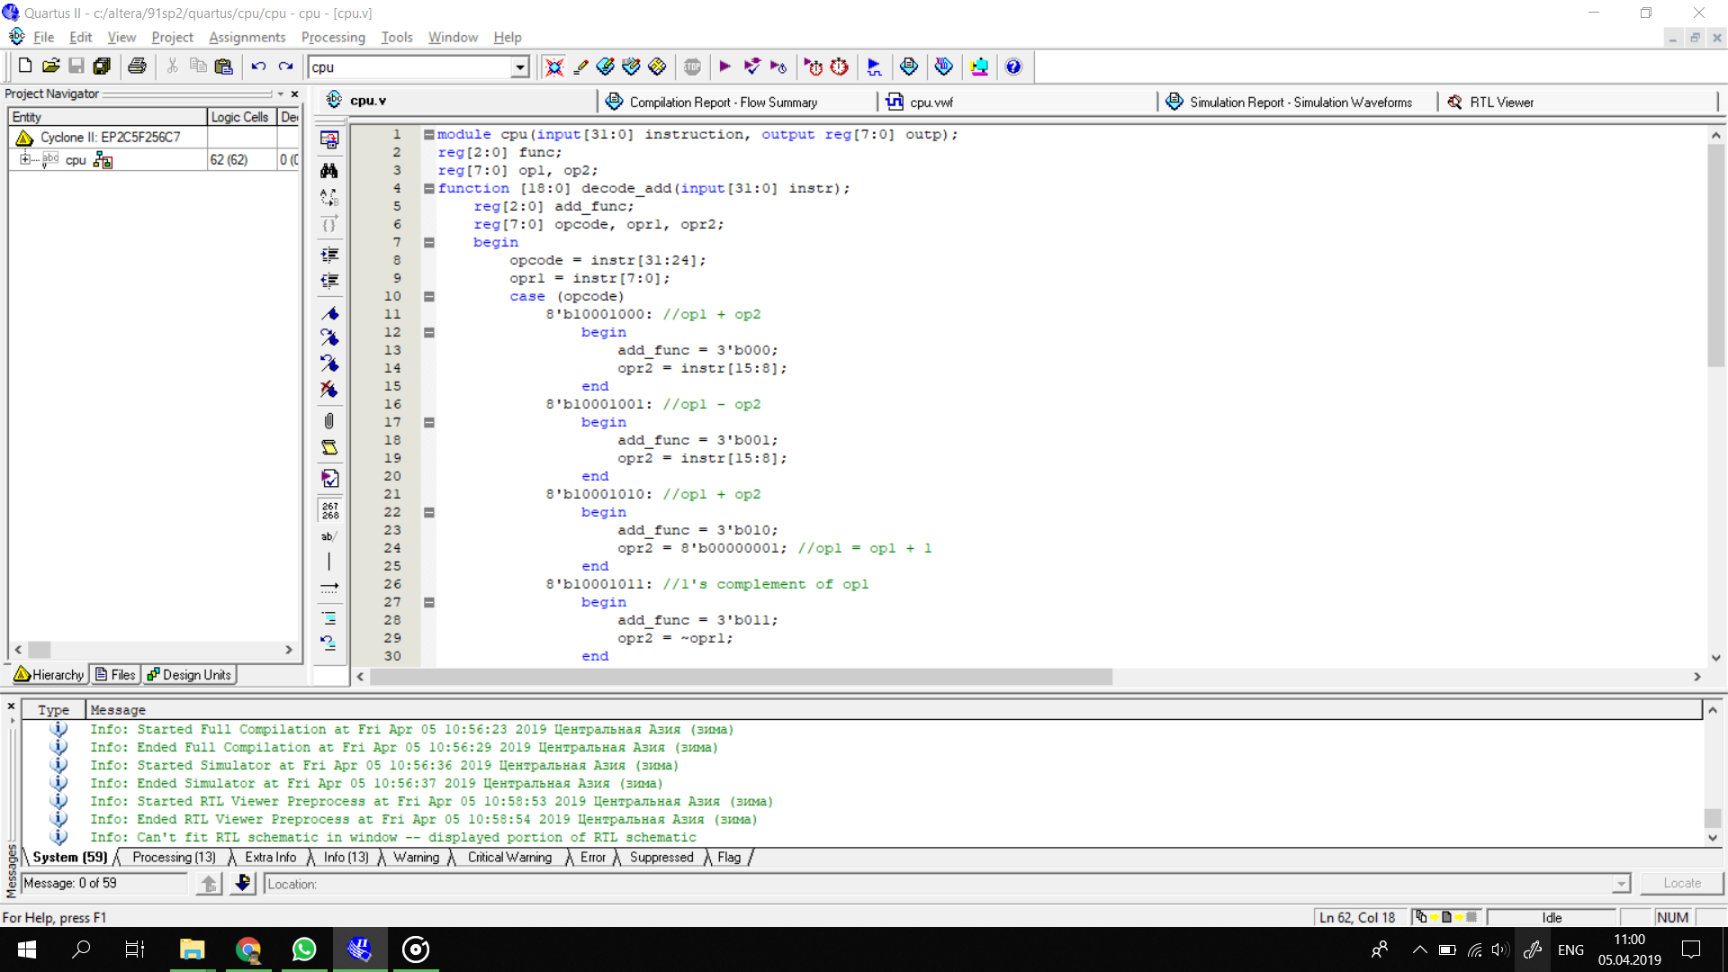 Quartus II - c:/altera/91sp2/quartus/cpu/cpu - cpu - [cpu.v]
File Edit View Project Assignments Processing Tools Window Help
cpu
Project Navigator
Entity Logic Cells
Cyclone II: EP2C5F256C7
cpu 62 (62)
Hierarchy Files Design Units
cpu.v Compilation Report - Flow Summary cpu.vwf Simulation Report - Simulation Waveforms RTL Viewer
1 module cpu(input[31:0] instruction, output reg[7:0] outp);
2 reg[2:0] func;
3 reg[7:0] op1, op2;
4 function [18:0] decode_add(input[31:0] instr);
5 reg[2:0] add_func;
6 reg[7:0] opcode, opr1, opr2;
7 begin
8 opcode = instr[31:24];
9 opr1 = instr[7:0];
10 case (opcode)
11 8'b10001000: //op1 + op2
12 begin
13 add_func = 3'b000;
14 opr2 = instr[15:8];
15 end
16 8'b10001001: //op1 - op2
17 begin
18 add_func = 3'b001;
19 opr2 = instr[15:8];
20 end
21 8'b10001010: //op1 + op2
22 begin
23 add_func = 3'b010;
24 opr2 = 8'b00000001; //op1 = op1 + 1
25 end
26 8'b10001011: //1's complement of op1
27 begin
28 add_func = 3'b011;
29 opr2 = ~opr1;
30 end
Type Message
Info: Started Full Compilation at Fri Apr 05 10:56:23 2019 Центральная Азия (зима)
Info: Ended Full Compilation at Fri Apr 05 10:56:29 2019 Центральная Азия (зима)
Info: Started Simulator at Fri Apr 05 10:56:36 2019 Центральная Азия (зима)
Info: Ended Simulator at Fri Apr 05 10:56:37 2019 Центральная Азия (зима)
Info: Started RTL Viewer Preprocess at Fri Apr 05 10:58:53 2019 Центральная Азия (зима)
Info: Ended RTL Viewer Preprocess at Fri Apr 05 10:58:54 2019 Центральная Азия (зима)
Info: Can't fit RTL schematic in window -- displayed portion of RTL schematic
System (59) Processing (13) Extra Info Info (13) Warning Critical Warning Error Suppressed Flag
Messages
Message: 0 of 59 Location: Locate
For Help, press F1 Ln 62, Col 18 Idle NUM
ENG 11:00
05.04.2019